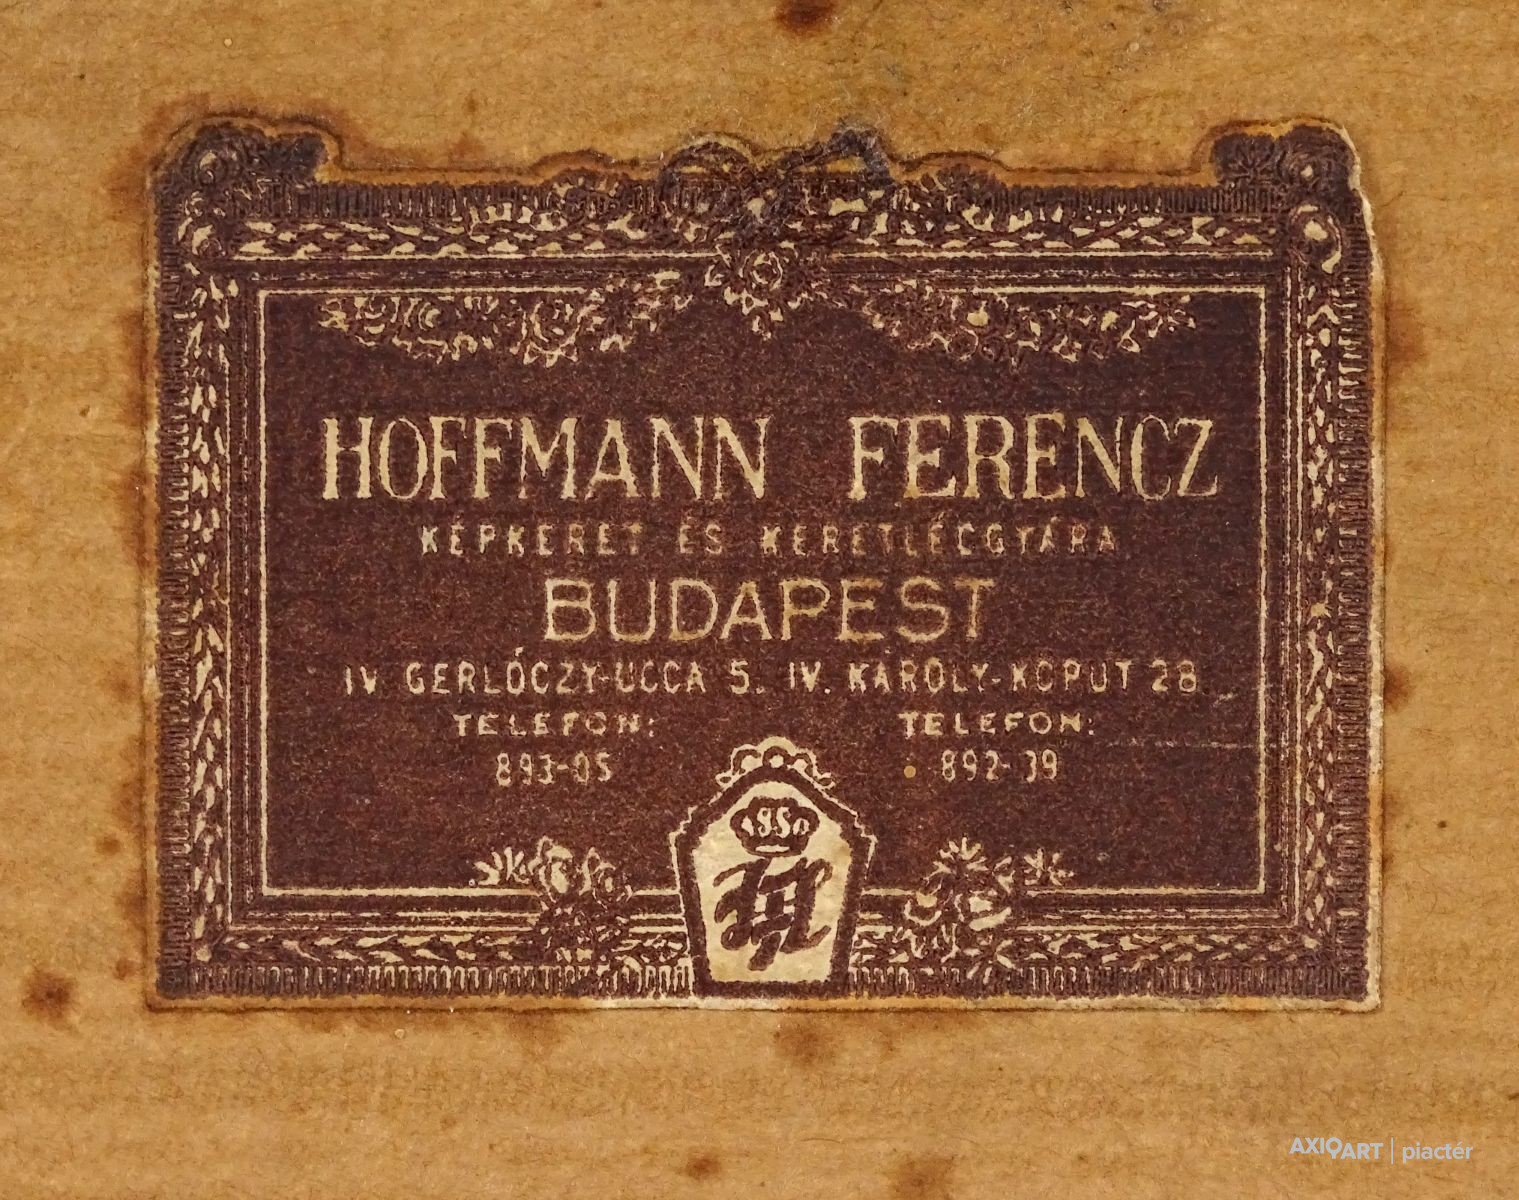 HOFFMANN FERENCZ
KÉPKERET ÉS KERETLÉCGYÁRA
BUDAPEST
IV GERLÓCZY-UCCA 5. IV. KÁROLY-KÖRUT 28
TELEFON: TELEFON:
893-05 892-39
1850
AXIOART | piactér